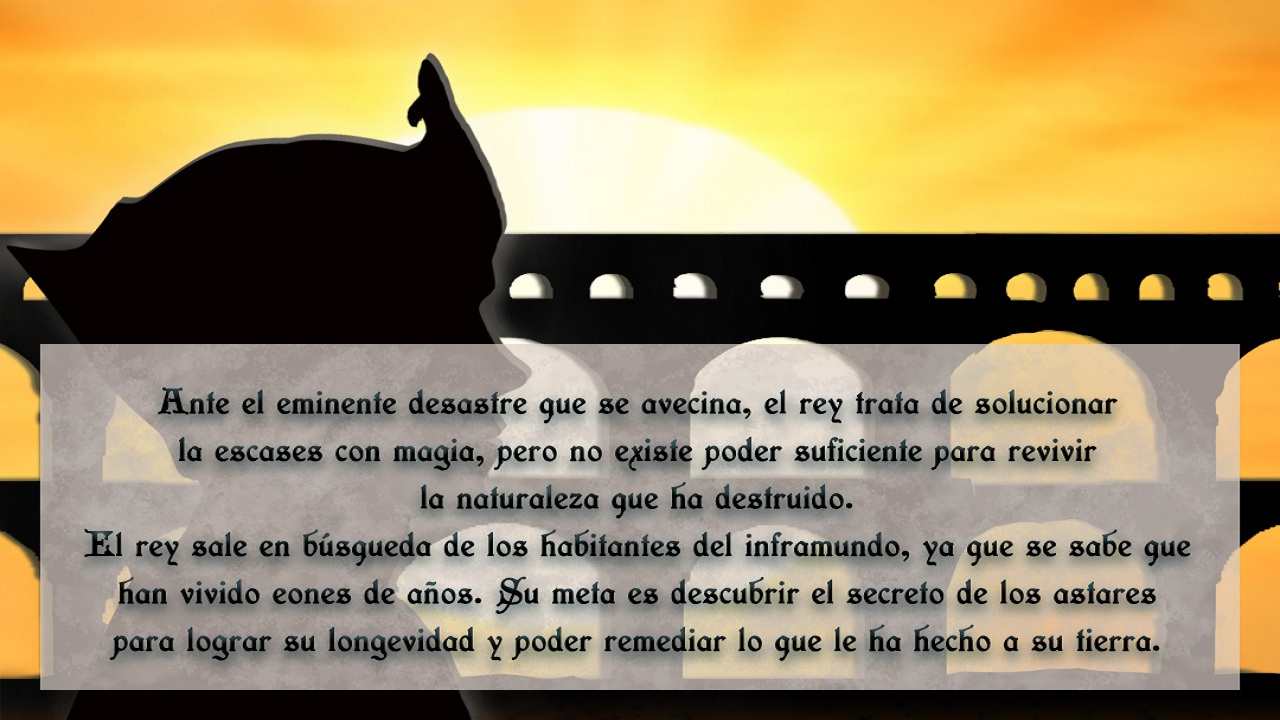 Ante el eminente desastre que se avecina, el rey trata de solucionar
la escases con magia, pero no existe poder suficiente para revivir
la naturaleza que ha destruido.
El rey sale en búsqueda de los habitantes del inframundo, ya que se sabe que
han vivido eones de años. Su meta es descubrir el secreto de los astares
para lograr su longevidad y poder remediar lo que le ha hecho a su tierra.